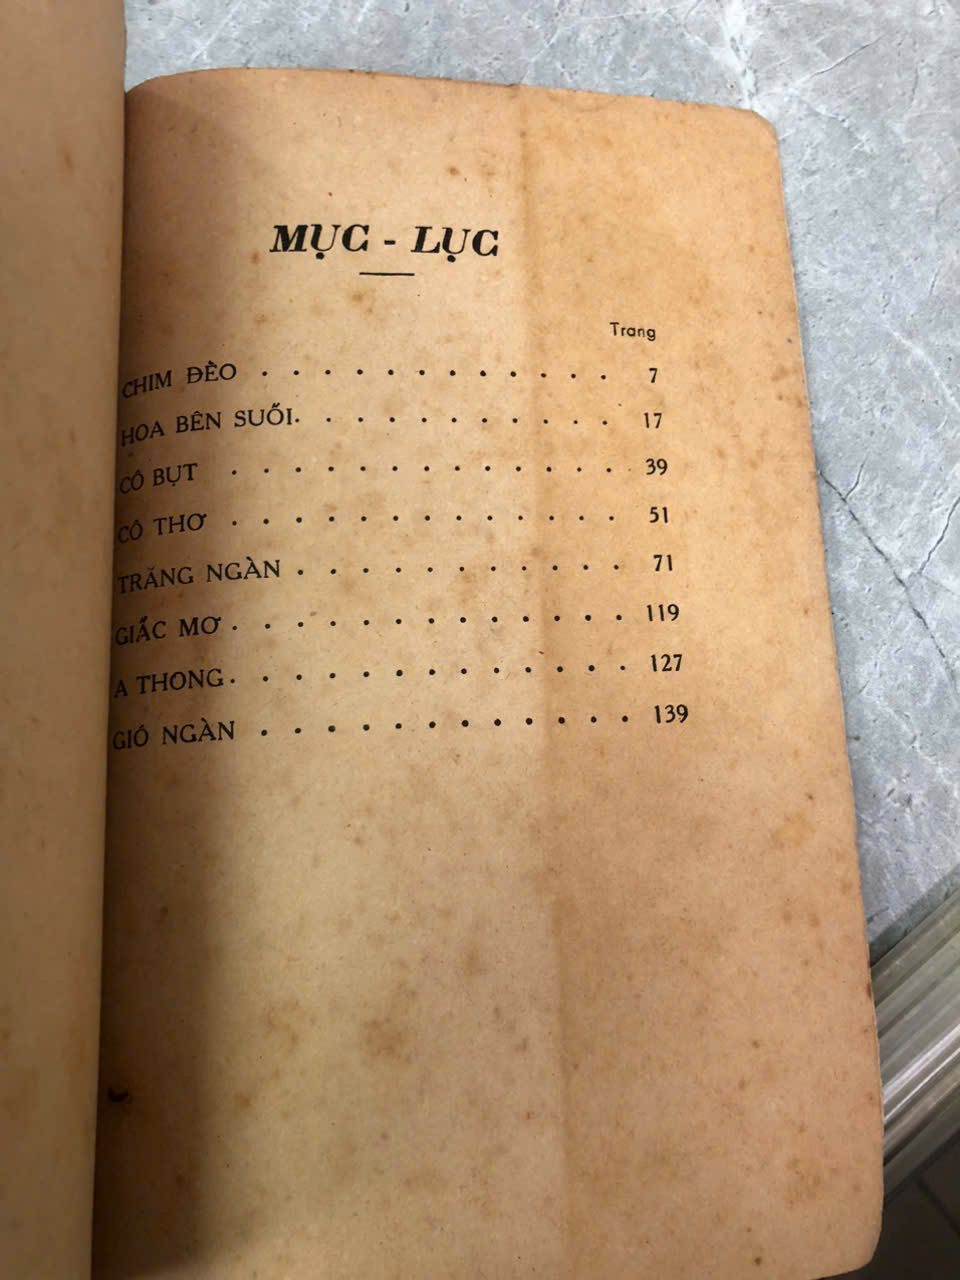 MỤC - LỤC
Trang
CHIM ĐÈO . . . . . . . . . . . . 7
HOA BÊN SUỐI. . . . . . . . . . . 17
CÔ BỤT . . . . . . . . . . . . . 39
CÔ THƠ . . . . . . . . . . . . . 51
TRĂNG NGÀN . . . . . . . . . . . 71
GIẤC MƠ . . . . . . . . . . . . . 119
A THONG . . . . . . . . . . . . . 127
GIÓ NGÀN . . . . . . . . . . . . 139